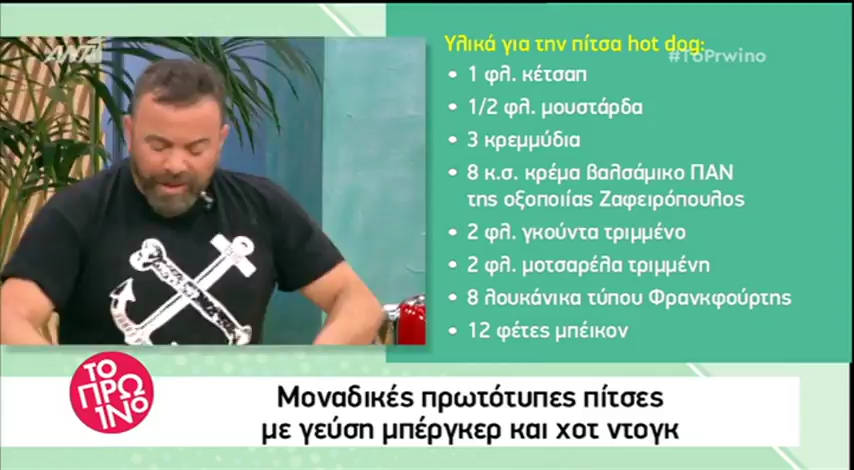 ΑΝΤ1
Υλικά για την πίτσα hot dog:
#ToPrwino
• 1 φλ. κέτσαπ
• 1/2 φλ. μουστάρδα
• 3 κρεμμύδια
• 8 κ.σ. κρέμα βαλσάμικο ΠΑΝ
της οξοποιίας Ζαφειρόπουλος
• 2 φλ. γκούντα τριμμένο
• 2 φλ. μοτσαρέλα τριμμένη
• 8 λουκάνικα τύπου Φρανκφούρτης
• 12 φέτες μπέικον
ΤΟ
ΠΡΩ
ΙΝΟ
Μοναδικές πρωτότυπες πίτσες
με γεύση μπέργκερ και χοτ ντογκ